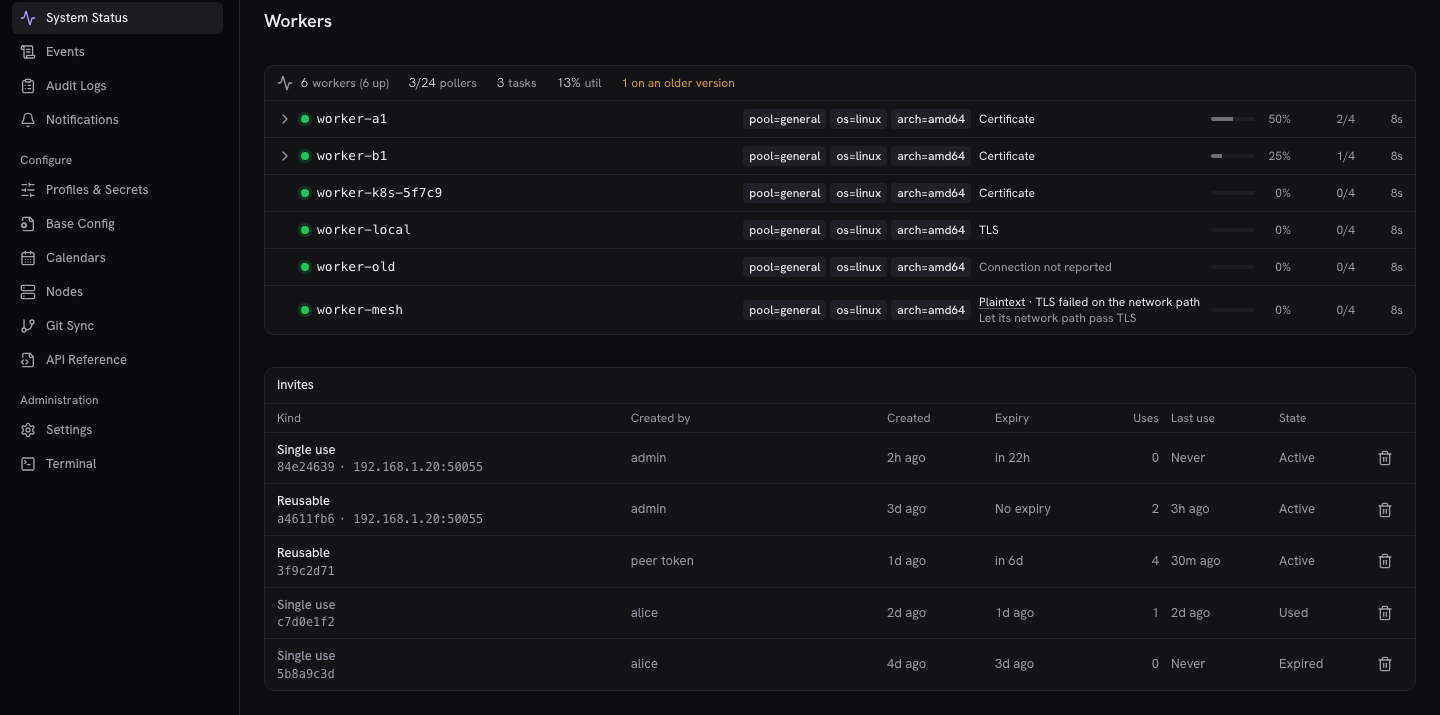 System Status
Events
Audit Logs
Notifications
Configure
Profiles & Secrets
Base Config
Calendars
Nodes
Git Sync
API Reference
Administration
Settings
Terminal
Workers
6 workers (6 up) 3/24 pollers 3 tasks 13% util 1 on an older version
worker-a1 pool=general os=linux arch=amd64 Certificate 50% 2/4 8s
worker-b1 pool=general os=linux arch=amd64 Certificate 25% 1/4 8s
worker-k8s-5f7c9 pool=general os=linux arch=amd64 Certificate 0% 0/4 8s
worker-local pool=general os=linux arch=amd64 TLS 0% 0/4 8s
worker-old pool=general os=linux arch=amd64 Connection not reported 0% 0/4 8s
worker-mesh pool=general os=linux arch=amd64 Plaintext · TLS failed on the network path 0% 0/4 8s
Let its network path pass TLS
Invites
Kind Created by Created Expiry Uses Last use State
Single use
84e24639 · 192.168.1.20:50055 admin 2h ago in 22h 0 Never Active
Reusable
a4611fb6 · 192.168.1.20:50055 admin 3d ago No expiry 2 3h ago Active
Reusable
3f9c2d71 peer token 1d ago in 6d 4 30m ago Active
Single use
c7d0e1f2 alice 2d ago 1d ago 1 2d ago Used
Single use
5b8a9c3d alice 4d ago 3d ago 0 Never Expired